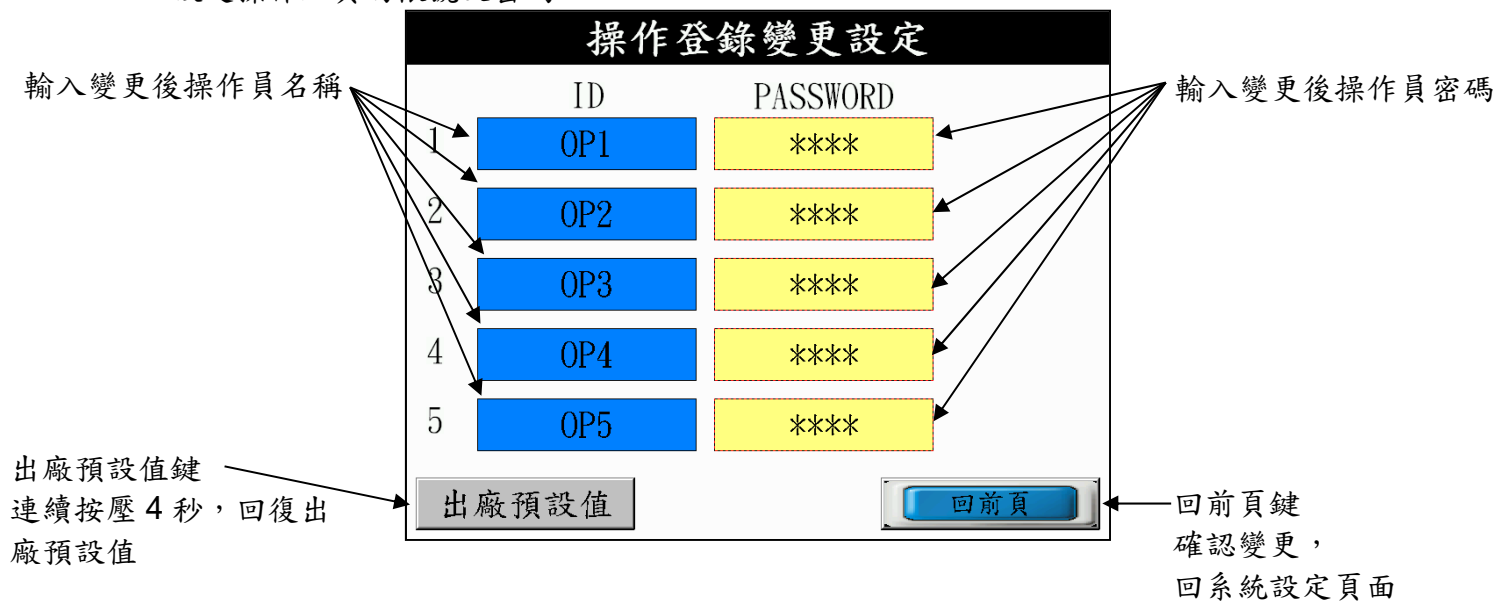 操作登錄變更設定
輸入變更後操作員名稱
ID PASSWORD
輸入變更後操作員密碼
1 OP1 ****
2 OP2 ****
3 OP3 ****
4 OP4 ****
5 OP5 ****
出廠預設值鍵
連續按壓 4 秒，回復出
廠預設值
出廠預設值
回前頁
回前頁鍵
確認變更，
回系統設定頁面